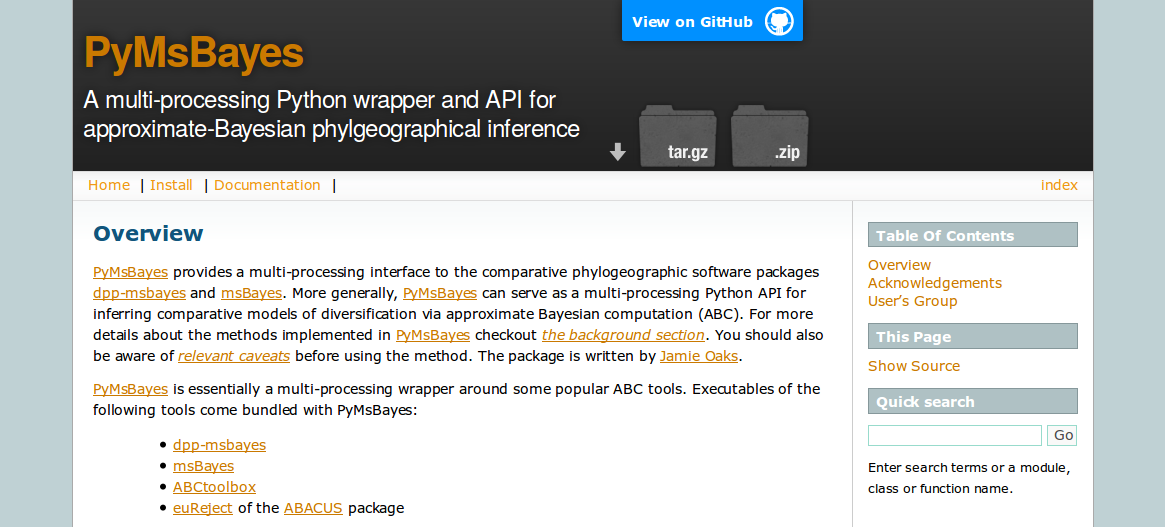 View on GitHub
PyMsBayes
A multi-processing Python wrapper and API for
approximate-Bayesian phylgeographical inference
tar.gz
.zip
Home | Install | Documentation |
index
Overview
PyMsBayes provides a multi-processing interface to the comparative phylogeographic software packages
dpp-msbayes and msBayes. More generally, PyMsBayes can serve as a multi-processing Python API for
inferring comparative models of diversification via approximate Bayesian computation (ABC). For more
details about the methods implemented in PyMsBayes checkout the background section. You should also
be aware of relevant caveats before using the method. The package is written by Jamie Oaks.
PyMsBayes is essentially a multi-processing wrapper around some popular ABC tools. Executables of the
following tools come bundled with PyMsBayes:
• dpp-msbayes
• msBayes
• ABCtoolbox
• euReject of the ABACUS package
Table Of Contents
Overview
Acknowledgements
User's Group
This Page
Show Source
Quick search
Go
Enter search terms or a module,
class or function name.